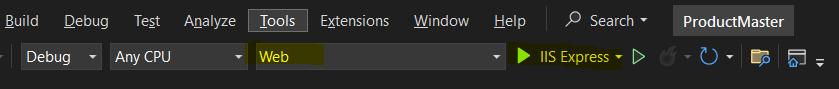 Build Debug Test Analyze Tools Extensions Window Help Search ProductMaster
Debug Any CPU Web IIS Express